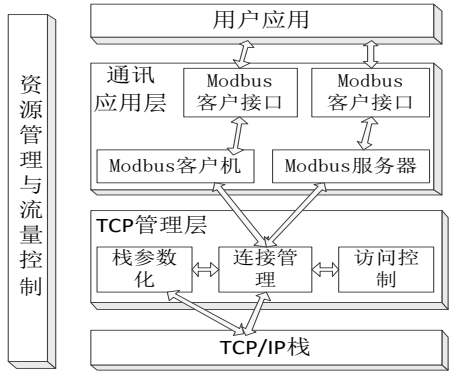 资源管理与流量控制
用户应用
通讯
应用层
Modbus
客户接口
Modbus
客户接口
Modbus客户机
Modbus服务器
TCP管理层
栈参数
化
连接管
理
访问控
制
TCP/IP栈